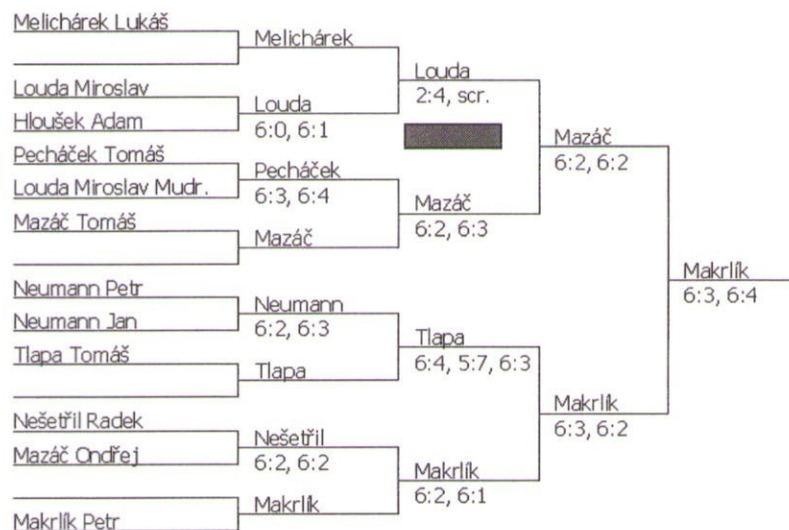 Melichárek Lukáš
Louda Miroslav
Hloušek Adam
Pecháček Tomáš
Louda Miroslav Mudr.
Mazáč Tomáš
Neumann Petr
Neumann Jan
Tlapa Tomáš
Nešetřil Radek
Mazáč Ondřej
Makrlík Petr
Melichárek
Louda
6:0, 6:1
Pecháček
6:3, 6:4
Mazáč
Neumann
6:2, 6:3
Tlapa
Nešetřil
6:2, 6:2
Makrlík
Louda
2:4, scr.
Mazáč
6:2, 6:3
Tlapa
6:4, 5:7, 6:3
Makrlík
6:2, 6:1
Mazáč
6:2, 6:2
Makrlík
6:3, 6:2
Makrlík
6:3, 6:4